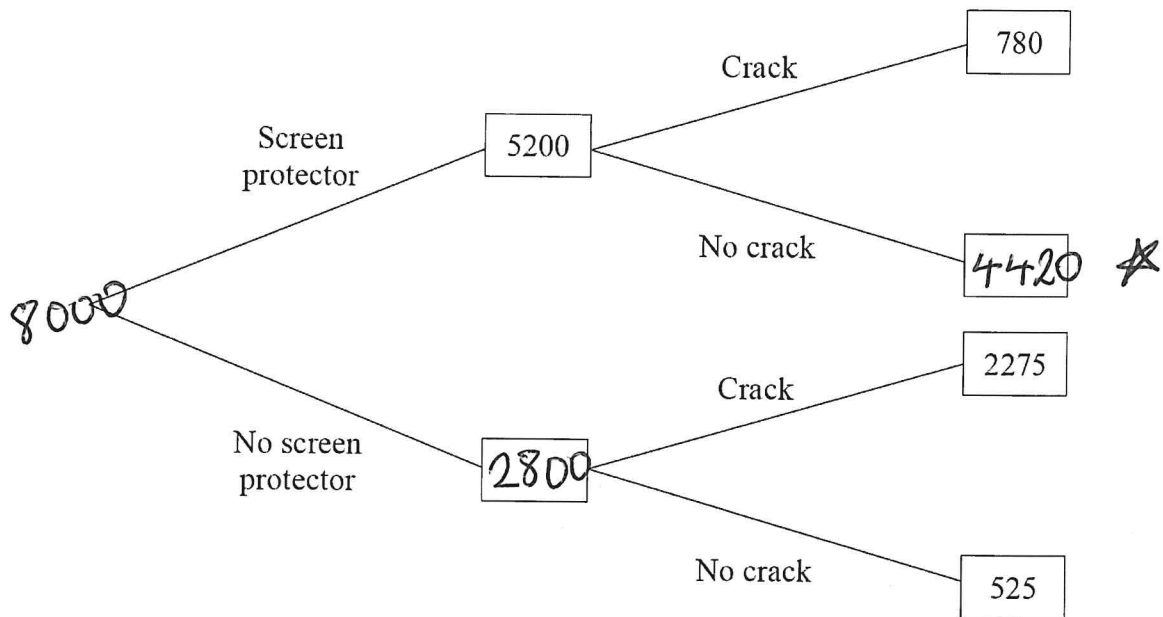 780
Crack
Screen
protector
5200
No crack
4420
8000
2275
Crack
No screen
protector
2800
No crack
525